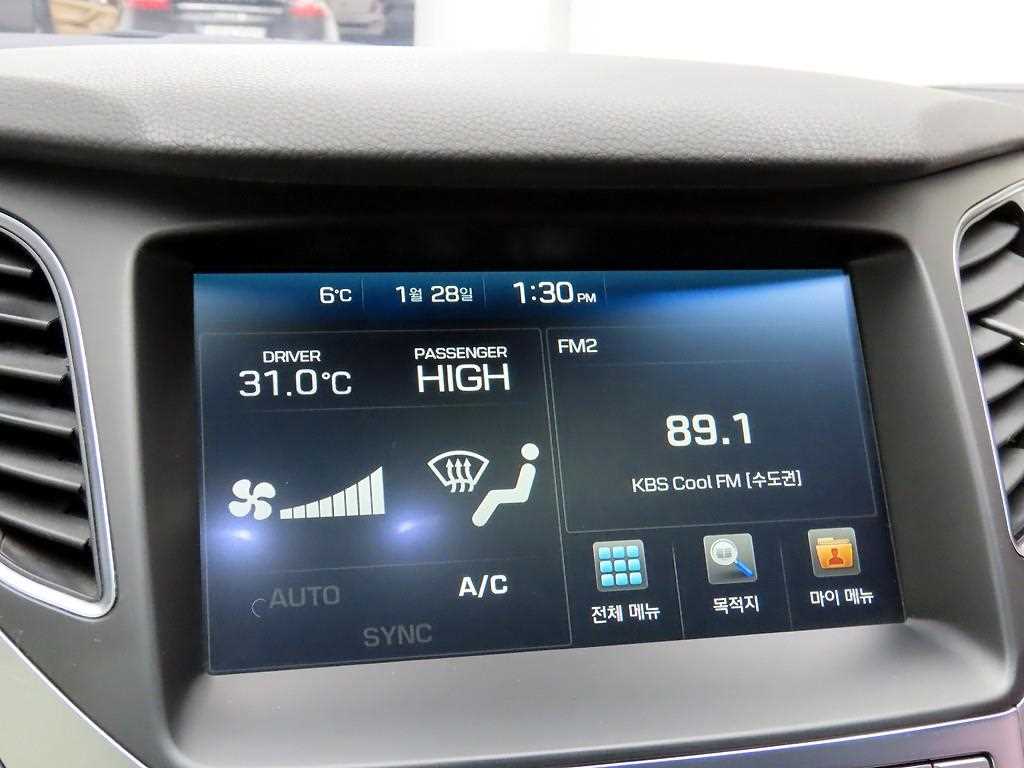 6°C 1월 28일 1:30 PM
DRIVER PASSENGER
31.0°C HIGH
AUTO A/C
SYNC
FM2
89.1
KBS Cool FM [수도권]
전체 메뉴 목적지 마이 메뉴